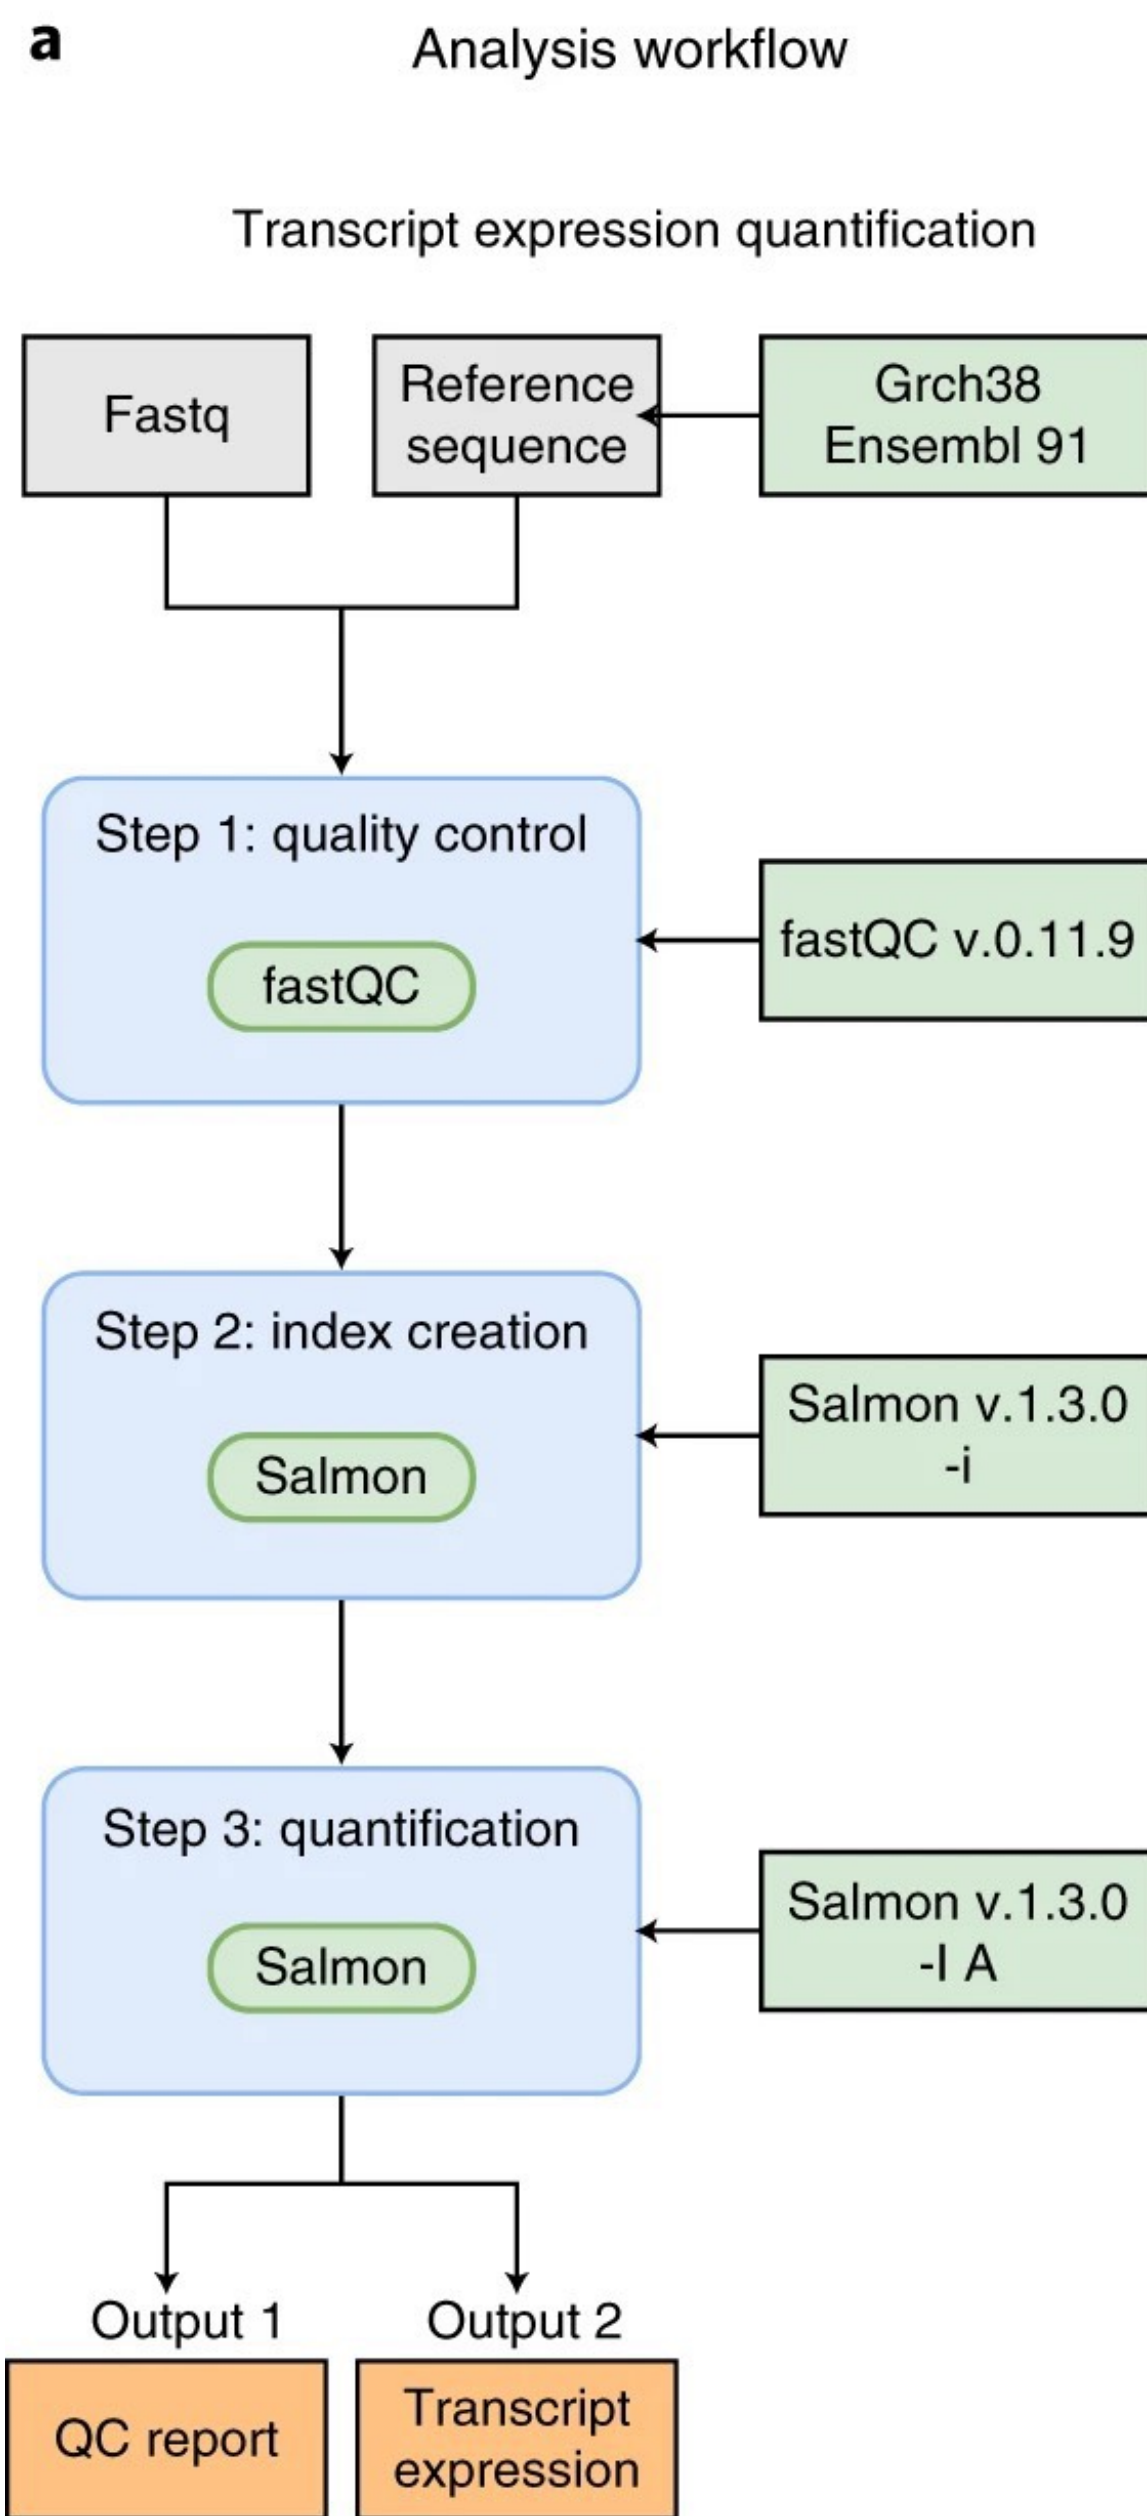 a
Analysis workflow
Transcript expression quantification
Fastq
Reference
sequence
Grch38
Ensembl 91
Step 1: quality control
fastQC
fastQC v.0.11.9
Step 2: index creation
Salmon
Salmon v.1.3.0
-i
Step 3: quantification
Salmon
Salmon v.1.3.0
-l A
Output 1
Output 2
QC report
Transcript
expression